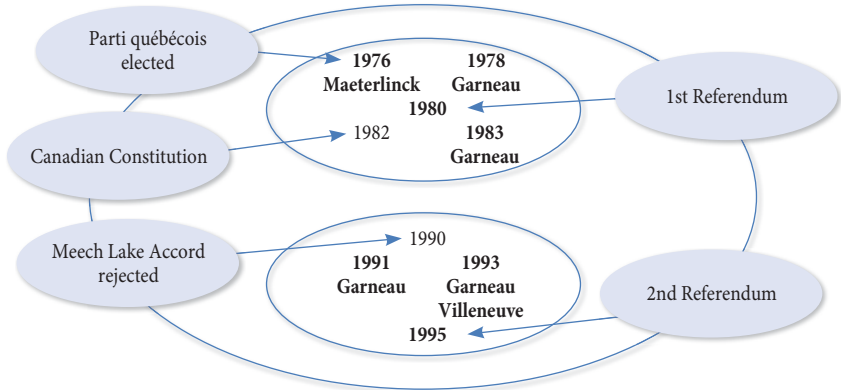 Parti québécois
elected
1976 1978
Maeterlinck Garneau
1980
1st Referendum
1982 1983
Garneau
Canadian Constitution
Meech Lake Accord
rejected
1990
1991 1993
Garneau Garneau
Villeneuve
1995
2nd Referendum